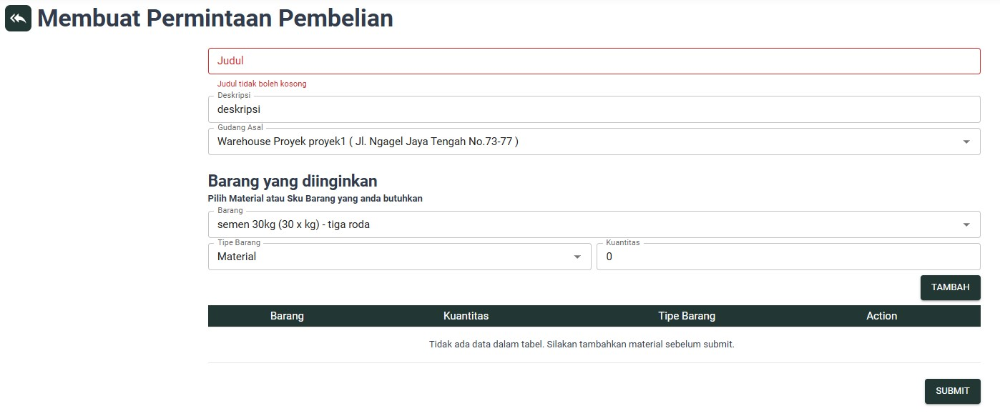 Membuat Permintaan Pembelian
Judul
Judul tidak boleh kosong
Deskripsi
deskripsi
Gudang Asal
Warehouse Proyek proyek1 ( Jl. Ngagel Jaya Tengah No.73-77 )
Barang yang diinginkan
Pilih Material atau Sku Barang yang anda butuhkan
Barang
semen 30kg (30 x kg) - tiga roda
Tipe Barang Kuantitas
Material 0
TAMBAH
Barang Kuantitas Tipe Barang Action
Tidak ada data dalam tabel. Silakan tambahkan material sebelum submit.
SUBMIT